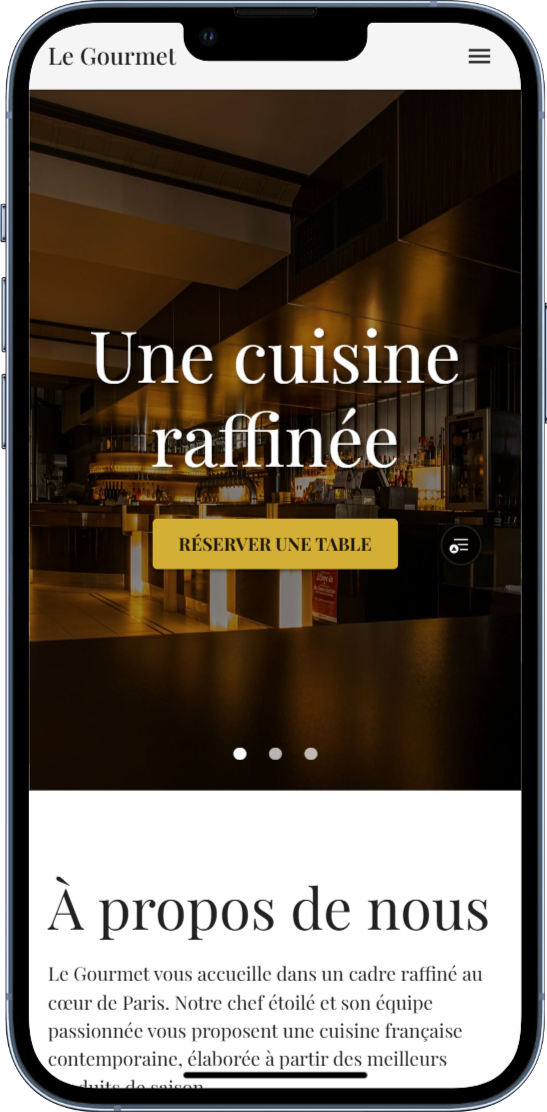 Le Gourmet
Une cuisine
raffinée
RÉSERVER UNE TABLE
À propos de nous
Le Gourmet vous accueille dans un cadre raffiné au
cœur de Paris. Notre chef étoilé et son équipe
passionnée vous proposent une cuisine française
contemporaine, élaborée à partir des meilleurs
de saison